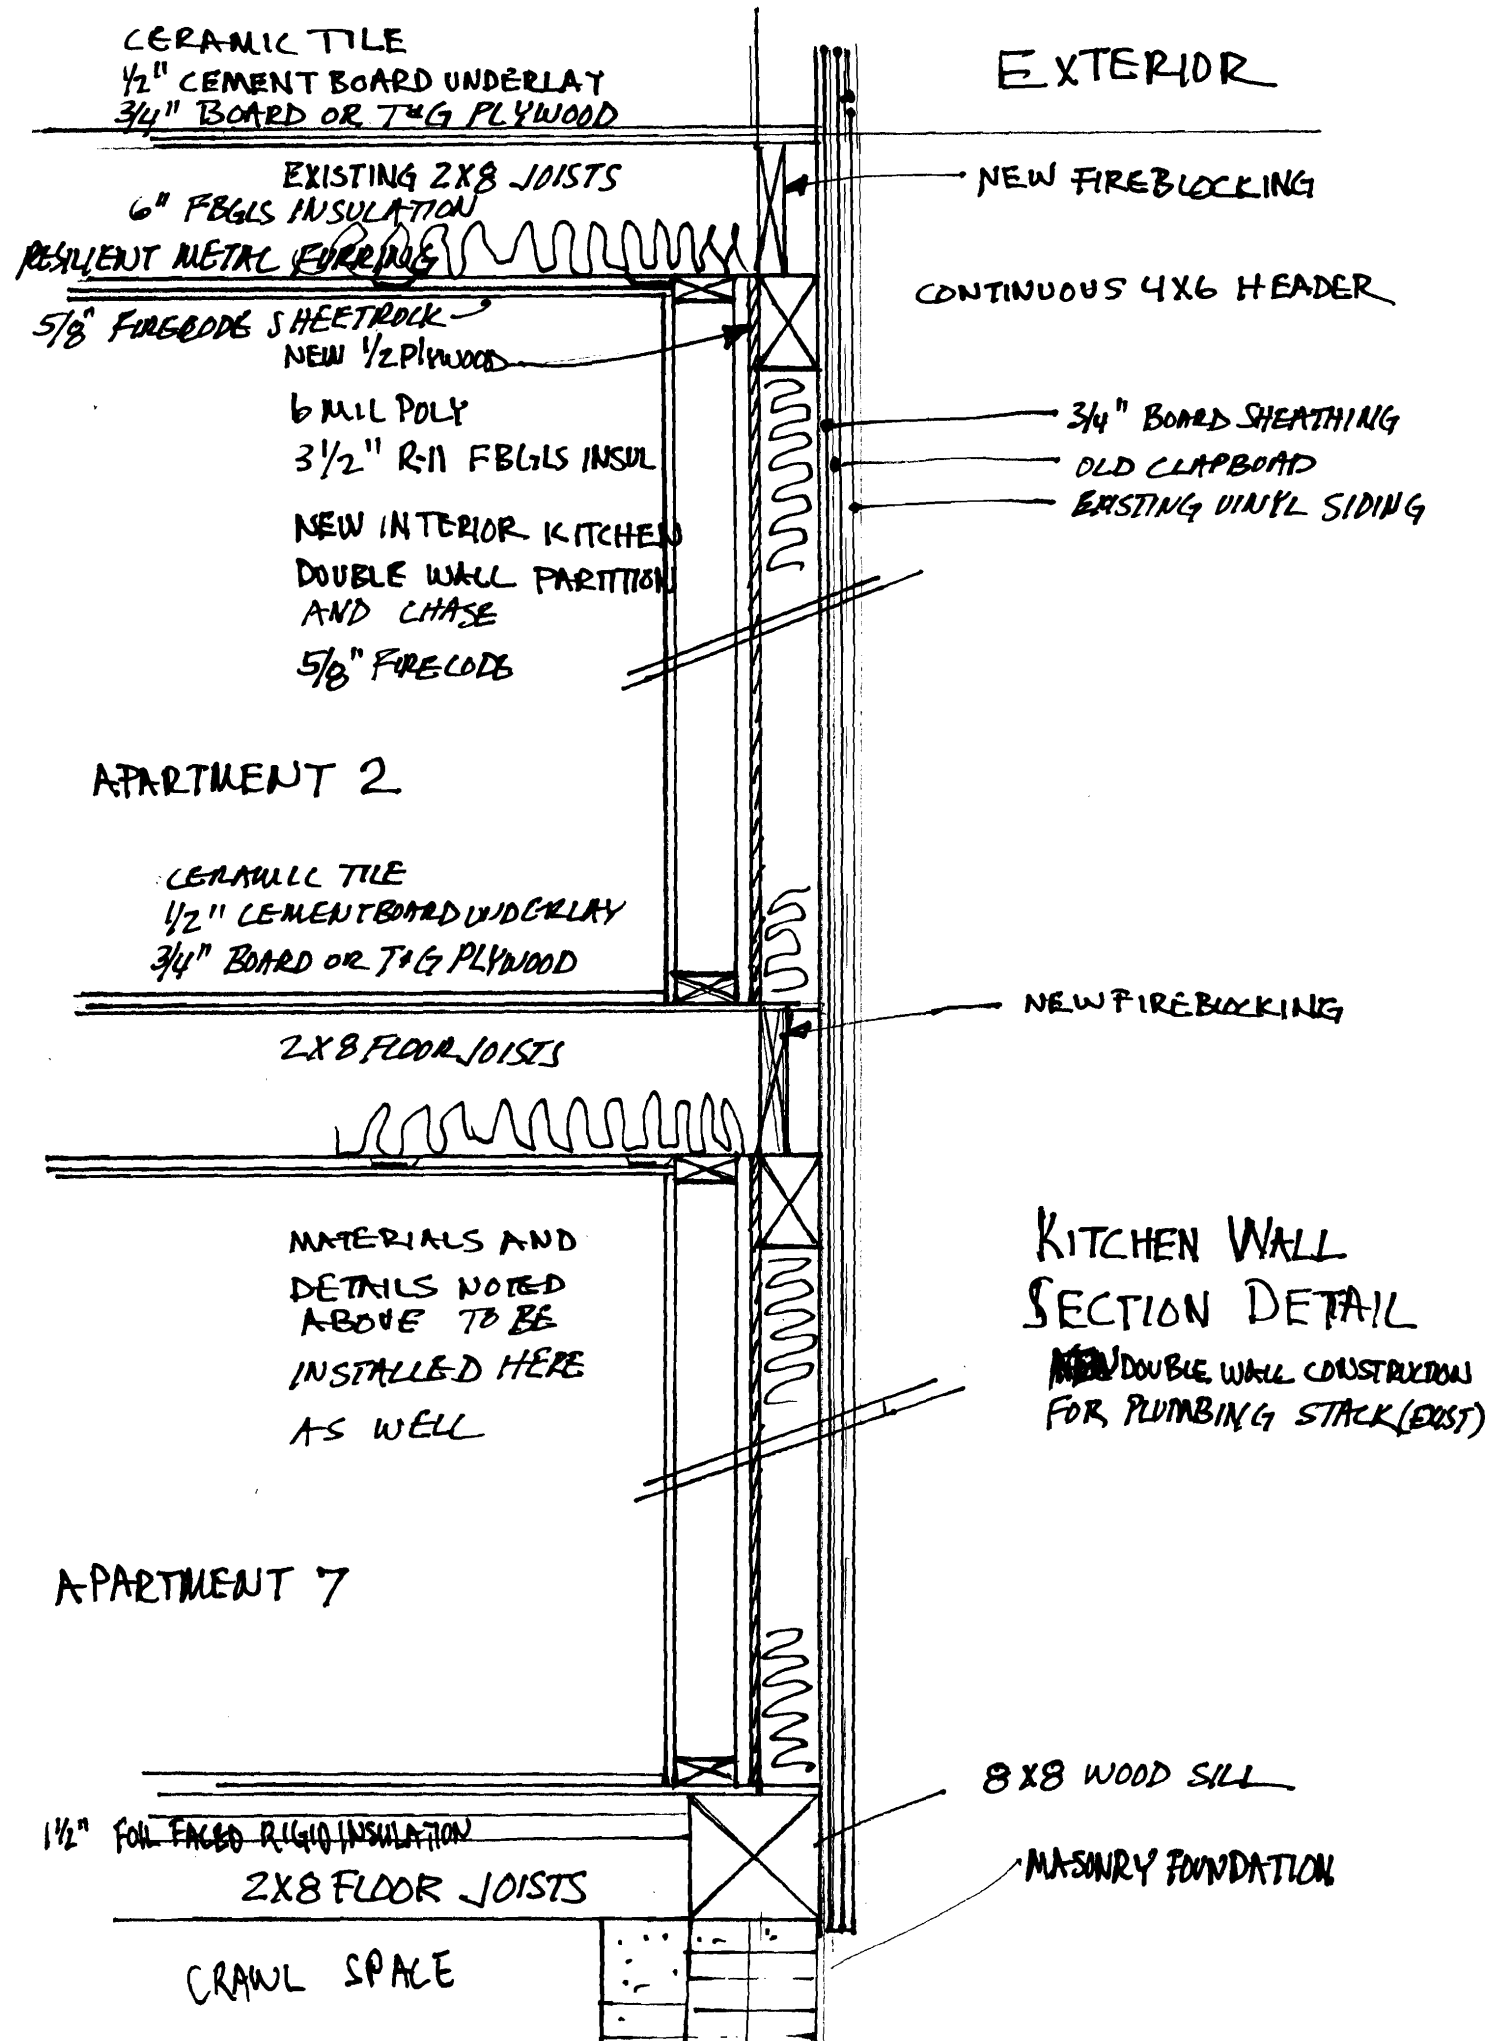 CERAMIC TILE
1/2" CEMENT BOARD UNDERLAY
3/4" BOARD OR T&G PLYWOOD
EXTERIOR
EXISTING 2X8 JOISTS
NEW FIREBLOCKING
6" FBGLS INSULATION
RESILIENT METAL FURRING
CONTINUOUS 4X6 HEADER
5/8" FIRECODE SHEETROCK
NEW 1/2 PLYWOOD
6 MIL POLY
3 1/2" R-11 FBGLS INSUL
3/4" BOARD SHEATHING
OLD CLAPBOAD
EXISTING VINYL SIDING
NEW INTERIOR KITCHEN
DOUBLE WALL PARTITION
AND CHASE
5/8" FIRECODE
APARTMENT 2
CERAMIC TILE
1/2" CEMENT BOARD UNDERLAY
3/4" BOARD OR T&G PLYWOOD
NEW FIREBLOCKING
2X8 FLOOR JOISTS
MATERIALS AND
DETAILS NOTED
ABOVE TO BE
INSTALLED HERE
AS WELL
KITCHEN WALL
SECTION DETAIL
DOUBLE WALL CONSTRUCTION
FOR PLUMBING STACK (EXIST)
APARTMENT 7
8X8 WOOD SILL
1 1/2" FOIL FACED RIGID INSULATION
2X8 FLOOR JOISTS
MASONRY FOUNDATION
CRAWL SPACE